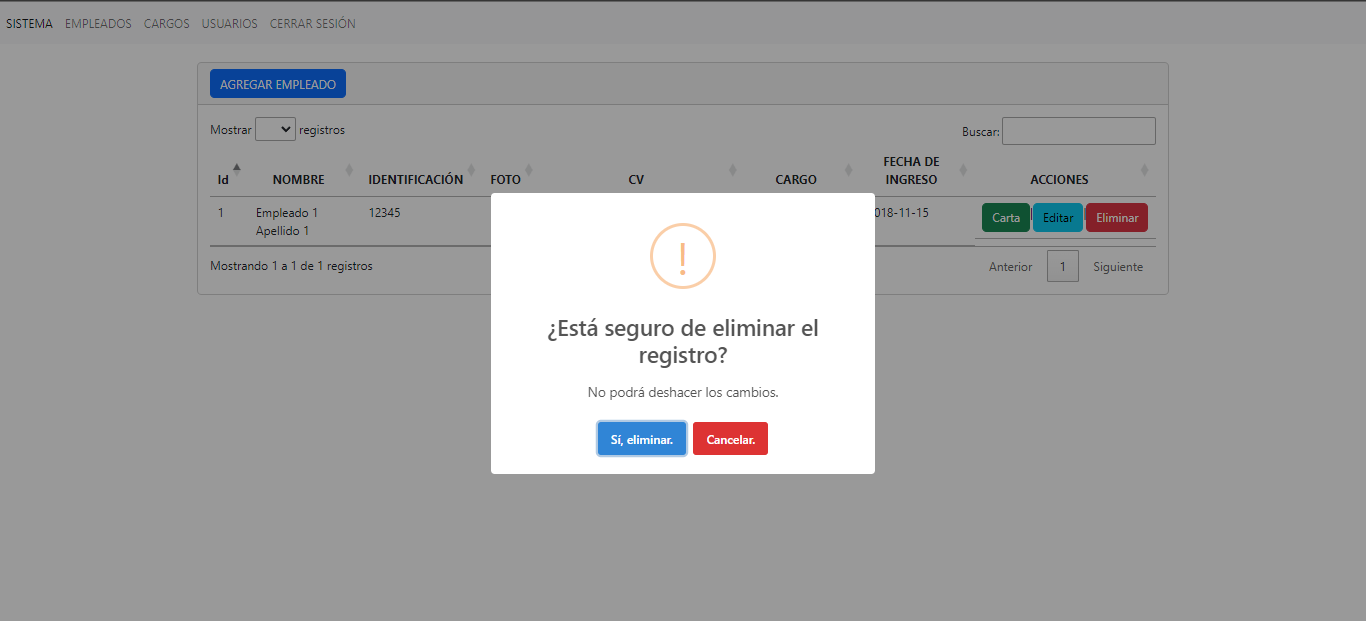 SISTEMA EMPLEADOS CARGOS USUARIOS CERRAR SESIÓN
AGREGAR EMPLEADO
Mostrar registros
Buscar:
Id NOMBRE IDENTIFICACIÓN FOTO CV CARGO FECHA DE INGRESO ACCIONES
1 Empleado 1 Apellido 1 12345 018-11-15 Carta Editar Eliminar
Mostrando 1 a 1 de 1 registros
Anterior 1 Siguiente
!
¿Está seguro de eliminar el
registro?
No podrá deshacer los cambios.
Sí, eliminar. Cancelar.